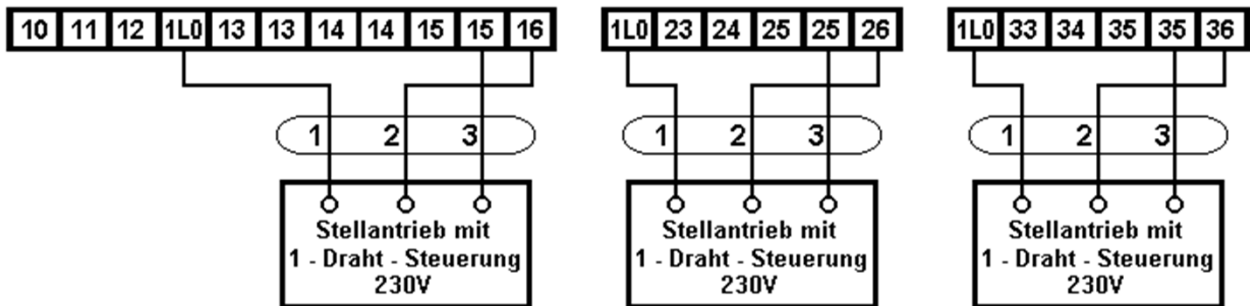 10 11 12 1L0 13 13 14 14 15 15 16
1L0 23 24 25 25 26
1L0 33 34 35 35 36
1 2 3
1 2 3
1 2 3
Stellantrieb mit
1 - Draht - Steuerung
230V
Stellantrieb mit
1 - Draht - Steuerung
230V
Stellantrieb mit
1 - Draht - Steuerung
230V